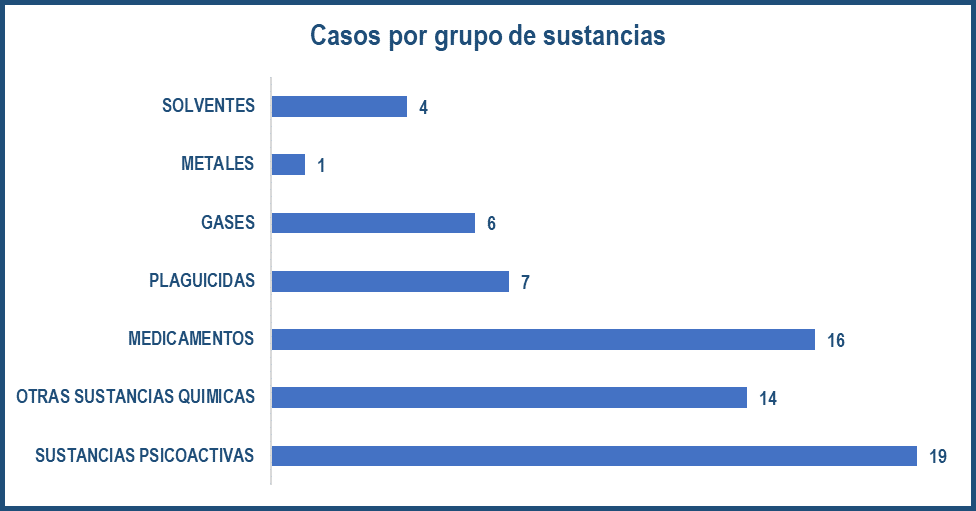 Casos por grupo de sustancias
SOLVENTES 4
METALES 1
GASES 6
PLAGUICIDAS 7
MEDICAMENTOS 16
OTRAS SUSTANCIAS QUIMICAS 14
SUSTANCIAS PSICOACTIVAS 19